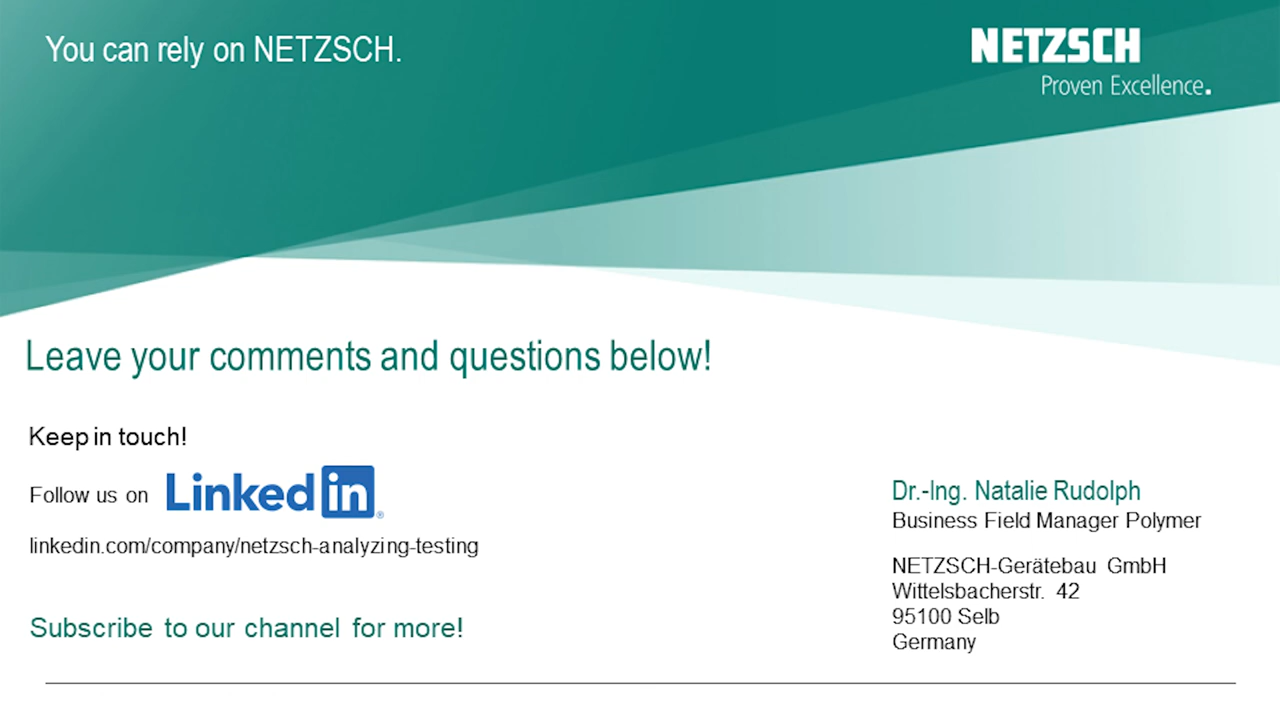 You can rely on NETZSCH.
NETZSCH
Proven Excellence.
Leave your comments and questions below!
Keep in touch!
Follow us on LinkedIn®
linkedin.com/company/netzsch-analyzing-testing
Subscribe to our channel for more!
Dr.-Ing. Natalie Rudolph
Business Field Manager Polymer
NETZSCH-Gerätebau GmbH
Wittelsbacherstr. 42
95100 Selb
Germany